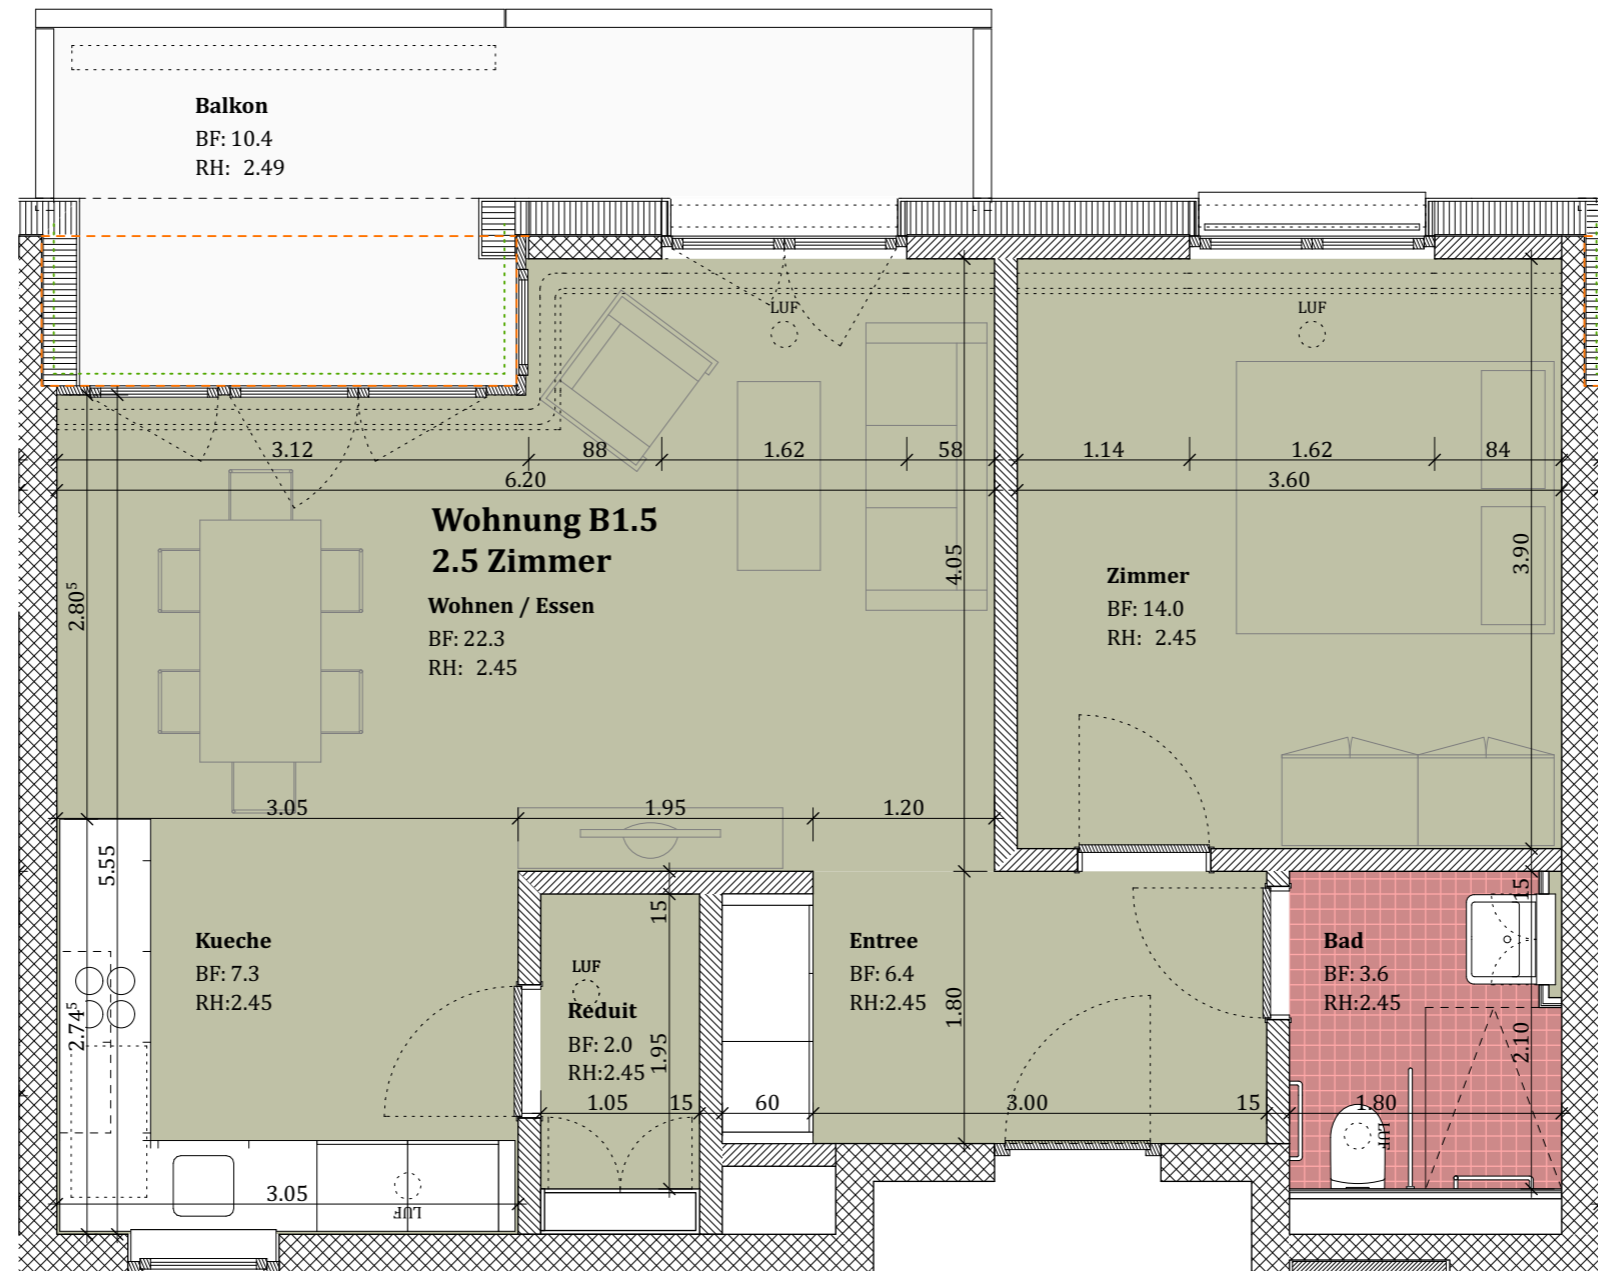 Balkon
BF: 10.4
RH: 2.49
LUF
LUF
3.12
88
1.62
58
1.14
1.62
84
6.20
3.60
Wohnung B1.5
2.5 Zimmer
Wohnen / Essen
BF: 22.3
RH: 2.45
2.80⁵
4.05
3.90
Zimmer
BF: 14.0
RH: 2.45
3.05
1.95
1.20
5.55
15
15
Kueche
BF: 7.3
RH:2.45
LUF
Reduit
BF: 2.0
RH:2.45
Entree
BF: 6.4
RH:2.45
Bad
BF: 3.6
RH:2.45
2.74⁵
1.95
1.80
2.10
1.05
15
60
3.00
15
1.80
LUF
3.05
LUF